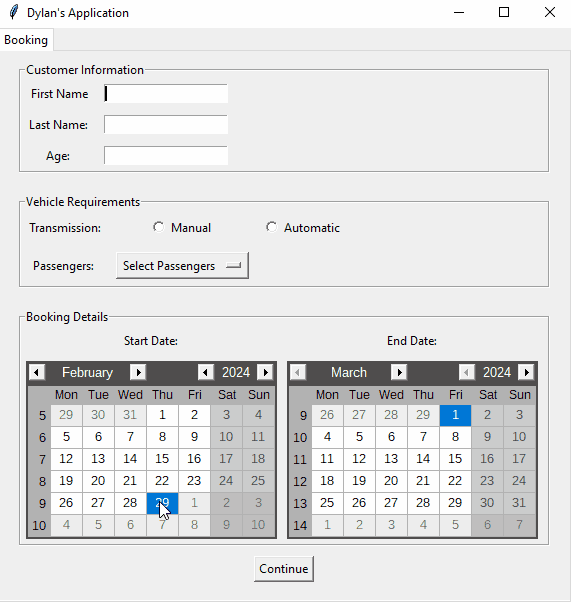 Dylan's Application
Booking
Customer Information
First Name
Last Name:
Age:
Vehicle Requirements
Transmission: Manual Automatic
Passengers: Select Passengers
Booking Details
Start Date: End Date:
February 2024 March 2024
Mon Tue Wed Thu Fri Sat Sun Mon Tue Wed Thu Fri Sat Sun
5 29 30 31 1 2 3 4 9 26 27 28 29 1 2 3
6 5 6 7 8 9 10 11 10 4 5 6 7 8 9 10
7 12 13 14 15 16 17 18 11 11 12 13 14 15 16 17
8 19 20 21 22 23 24 25 12 18 19 20 21 22 23 24
9 26 27 28 29 1 2 3 13 25 26 27 28 29 30 31
10 4 5 6 7 8 9 10 14 1 2 3 4 5 6 7
Continue